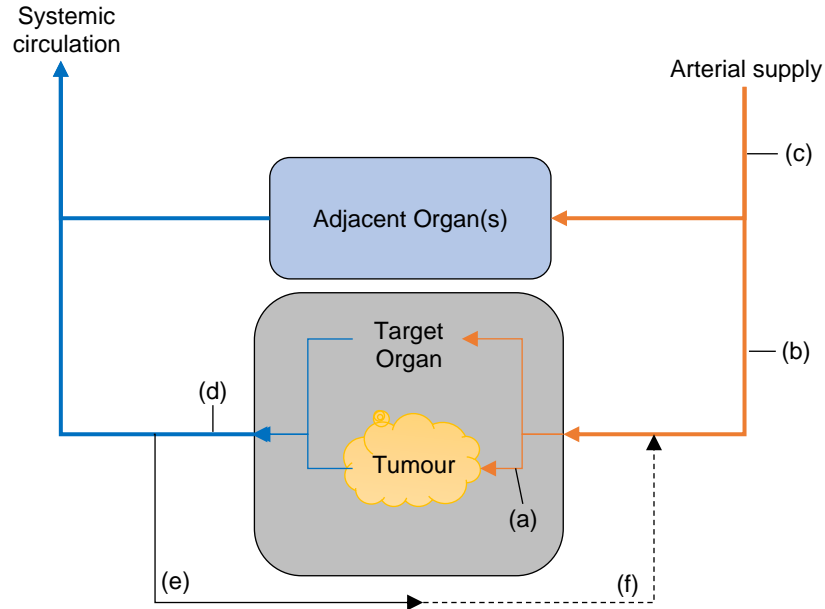 Systemic
circulation
Arterial supply
(c)
Adjacent Organ(s)
Target
Organ
(b)
(d)
Tumour
(a)
(e)
(f)